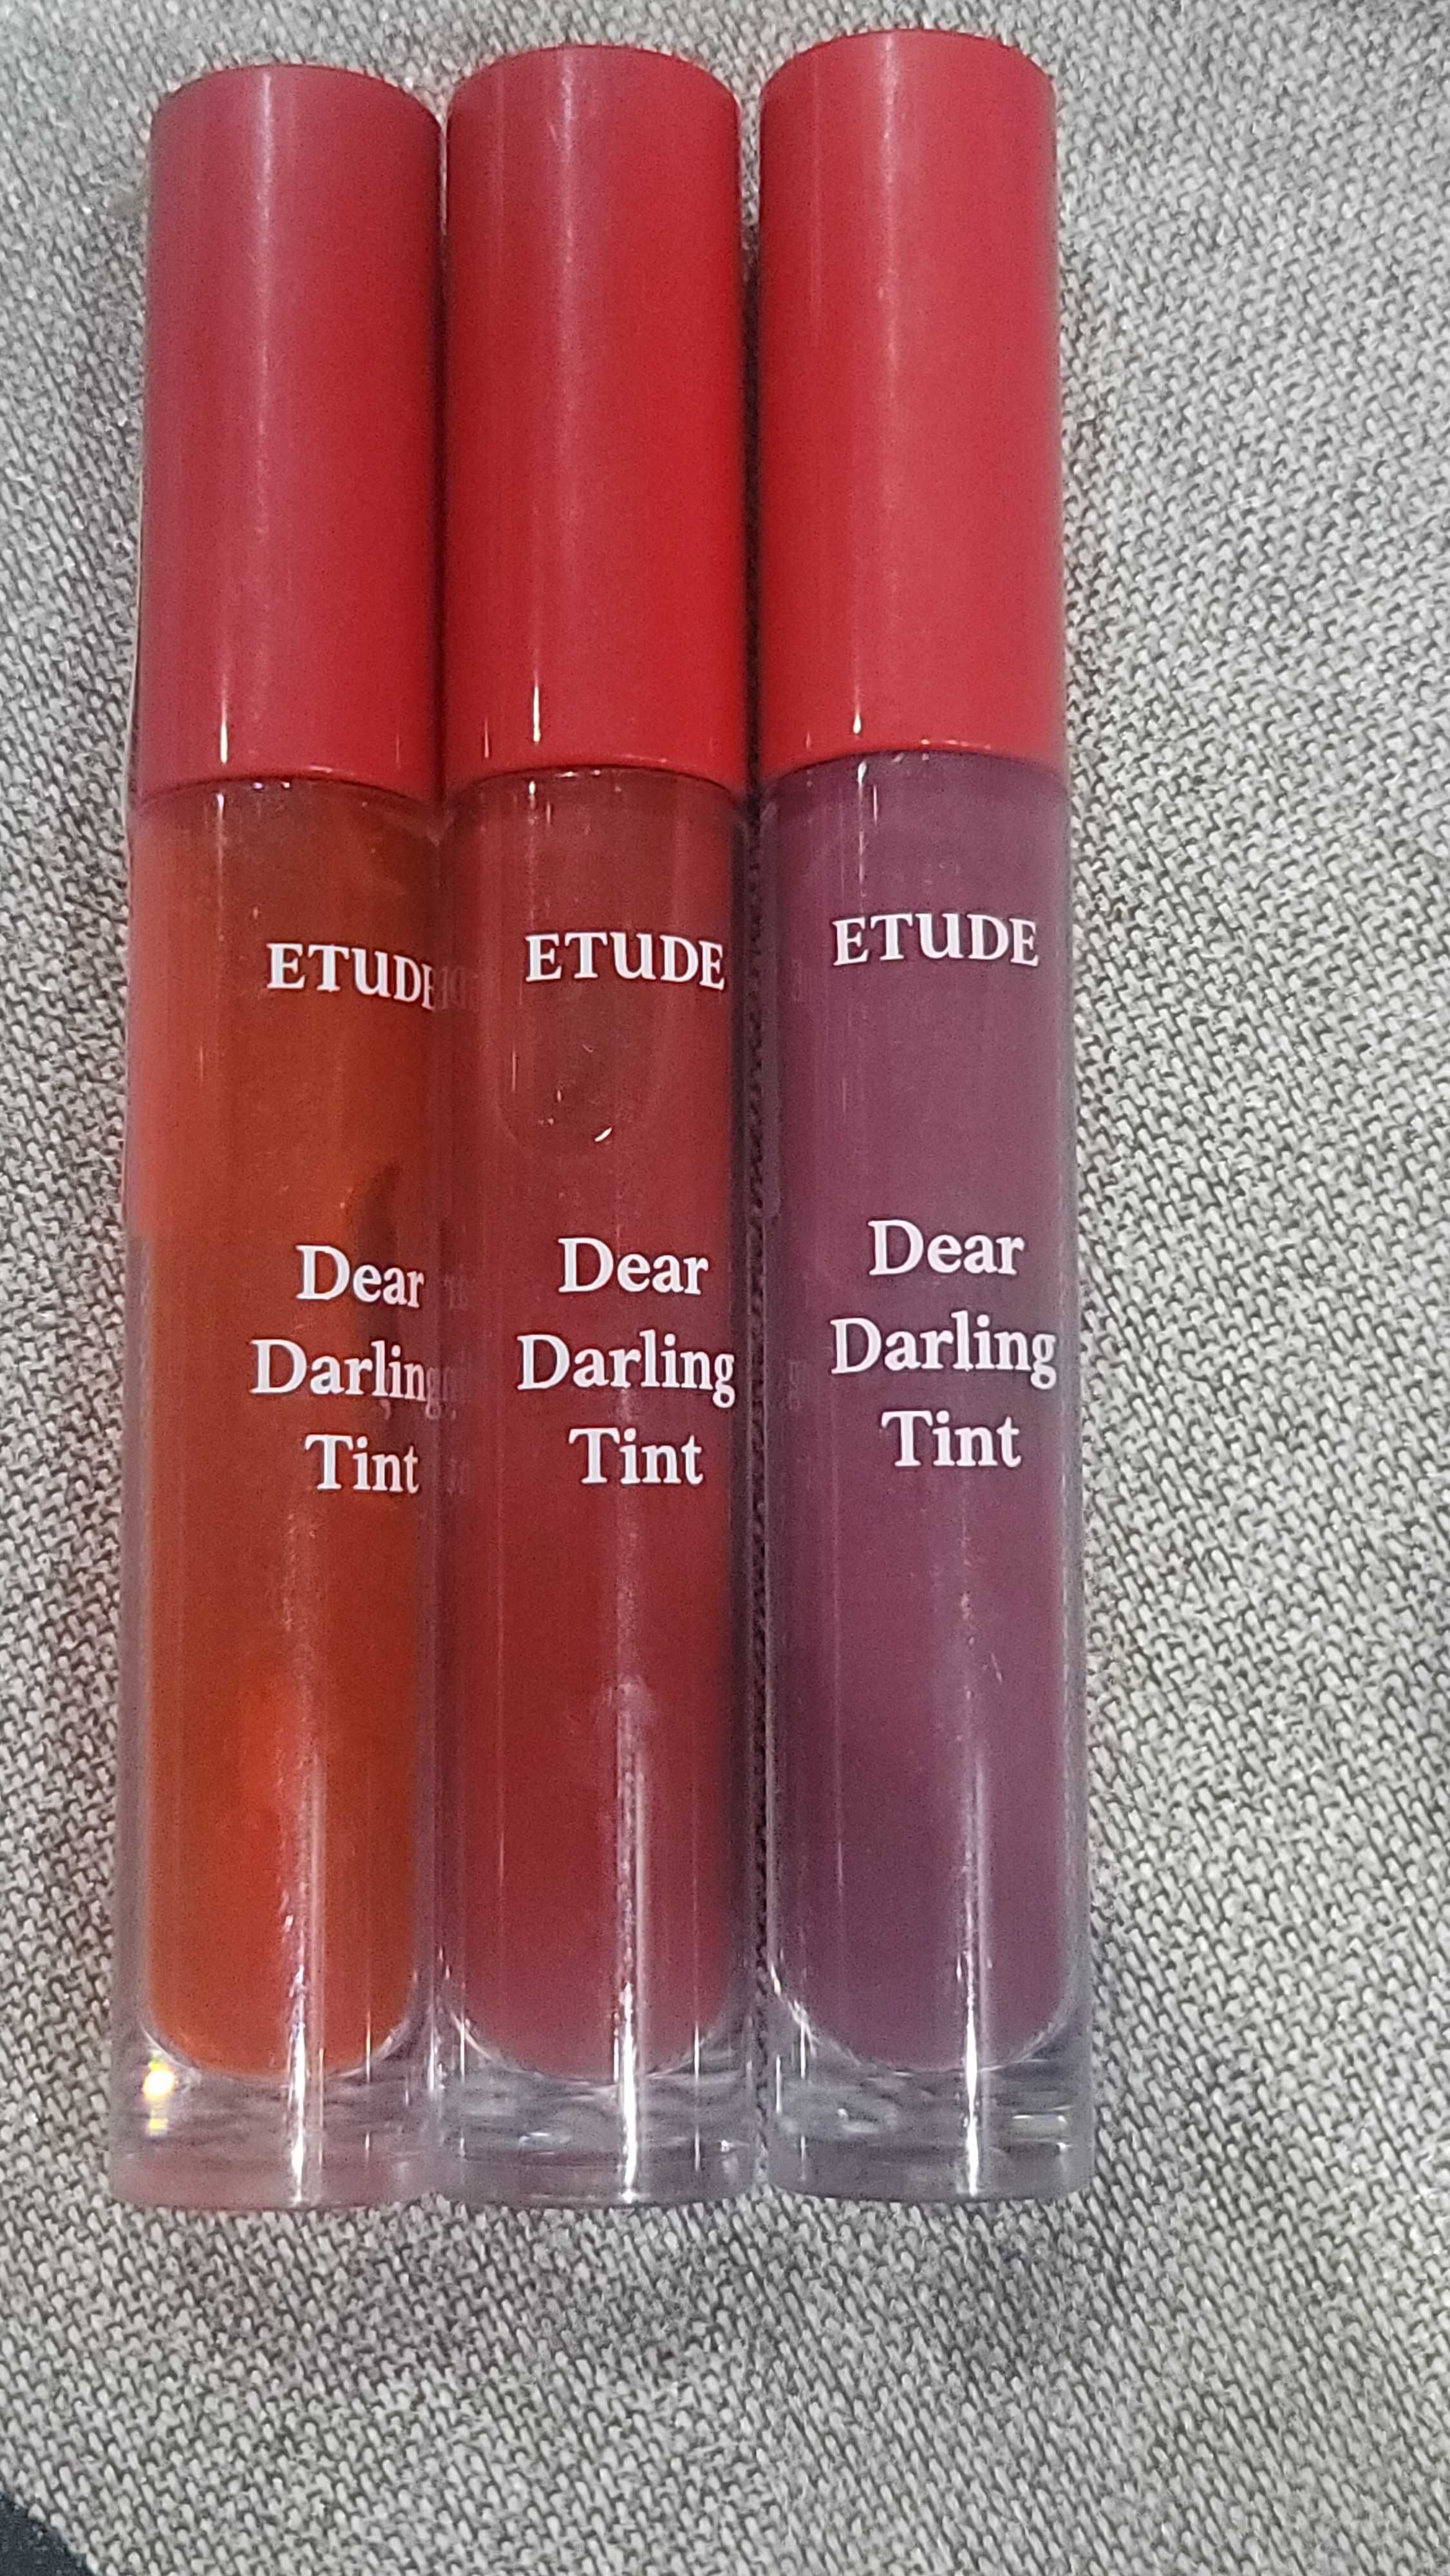 ETUDE
Dear
Darling
Tint
ETUDE
Dear
Darling
Tint
ETUDE
Dear
Darling
Tint